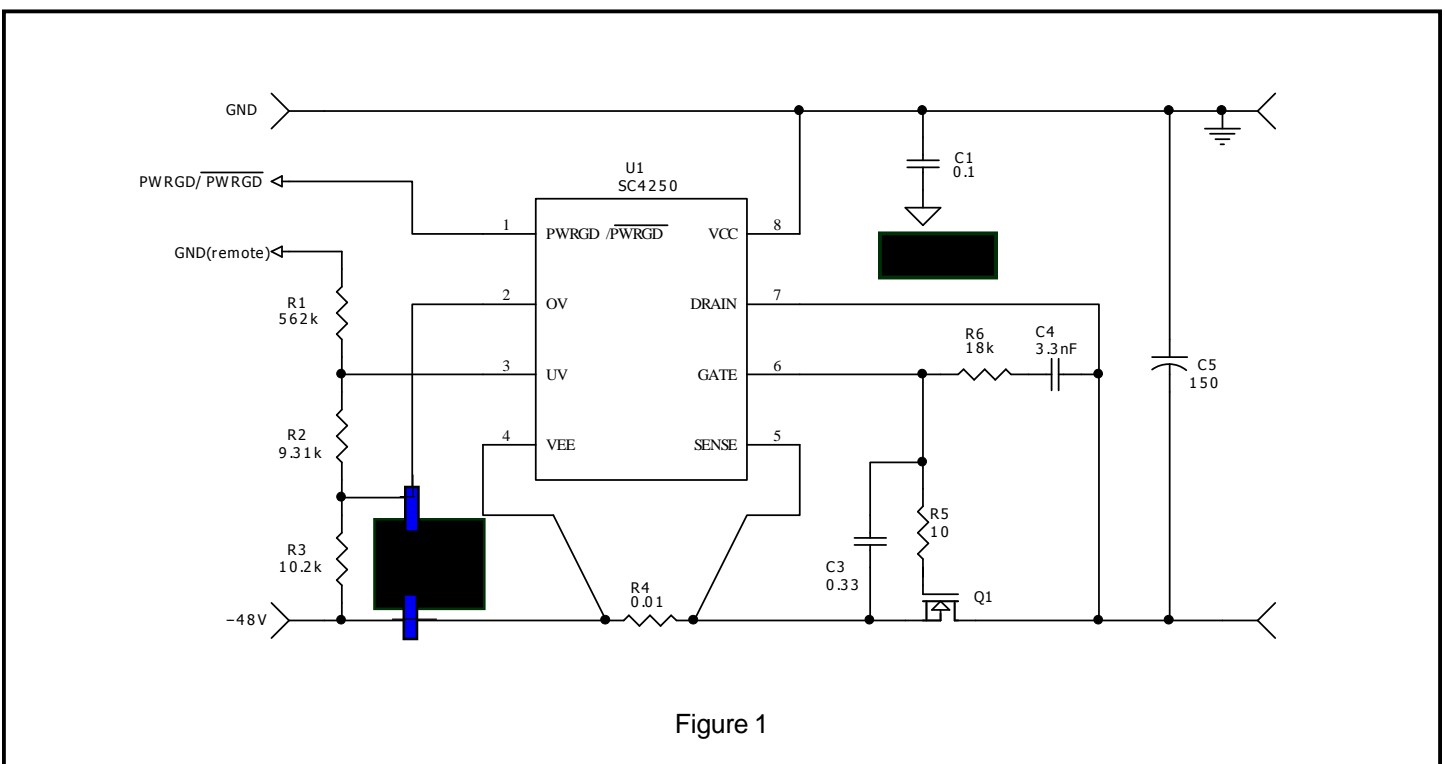 GND
PWRGD/PWRGD
GND(remote)
R1
562k
R2
9.31k
R3
10.2k
−48V
U1
SC4250
1
PWRGD /PWRGD
VCC
8
2
OV
DRAIN
7
3
UV
GATE
6
4
VEE
SENSE
5
C1
0.1
R6
18k
C4
3.3nF
C5
150
R5
10
C3
0.33
R4
0.01
Q1
Figure 1